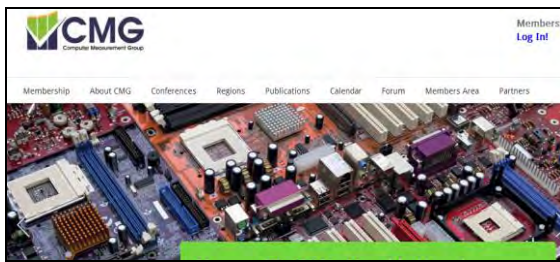 CMG
Computer Measurement Group
Members
Log In!
Membership About CMG Conferences Regions Publications Calendar Forum Members Area Partners